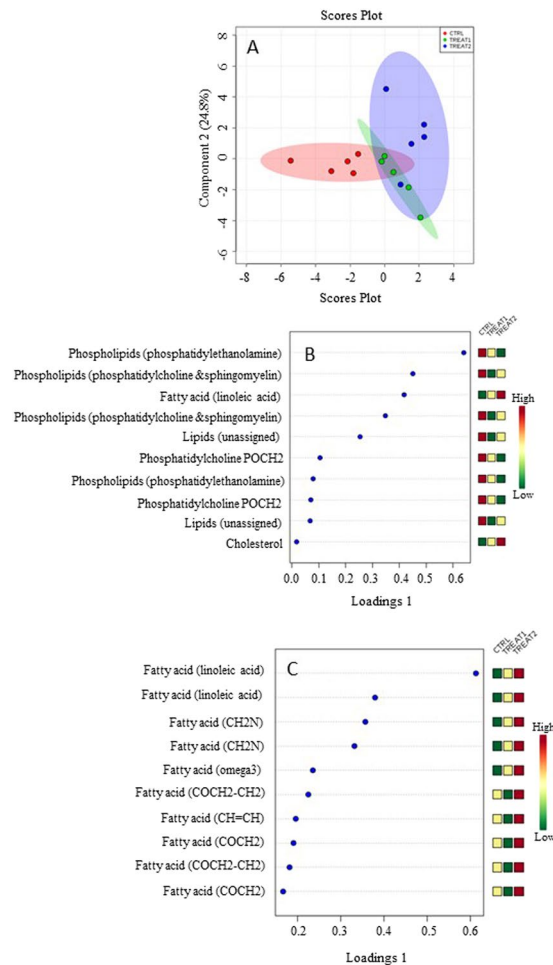 Scores Plot
A
CTRL
TREAT1
TREAT2
Component 2 (24.8%)
8
6
4
2
0
-2
-4
-6
-8 -6 -4 -2 0 2 4
Scores Plot
B
CTRL
TREAT1
TREAT2
Phospholipids (phosphatidylethanolamine)
Phospholipids (phosphatidylcholine &sphingomyelin)
Fatty acid (linoleic acid)
Phospholipids (phosphatidylcholine &sphingomyelin)
Lipids (unassigned)
Phosphatidylcholine POCH2
Phospholipids (phosphatidylethanolamine)
Phosphatidylcholine POCH2
Lipids (unassigned)
Cholesterol
High
Low
0.0 0.1 0.2 0.3 0.4 0.5 0.6
Loadings 1
C
CTRL
TREAT1
TREAT2
Fatty acid (linoleic acid)
Fatty acid (linoleic acid)
Fatty acid (CH2N)
Fatty acid (CH2N)
Fatty acid (omega3)
Fatty acid (COCH2-CH2)
Fatty acid (CH=CH)
Fatty acid (COCH2)
Fatty acid (COCH2-CH2)
Fatty acid (COCH2)
High
Low
0.2 0.3 0.4 0.5 0.6
Loadings 1